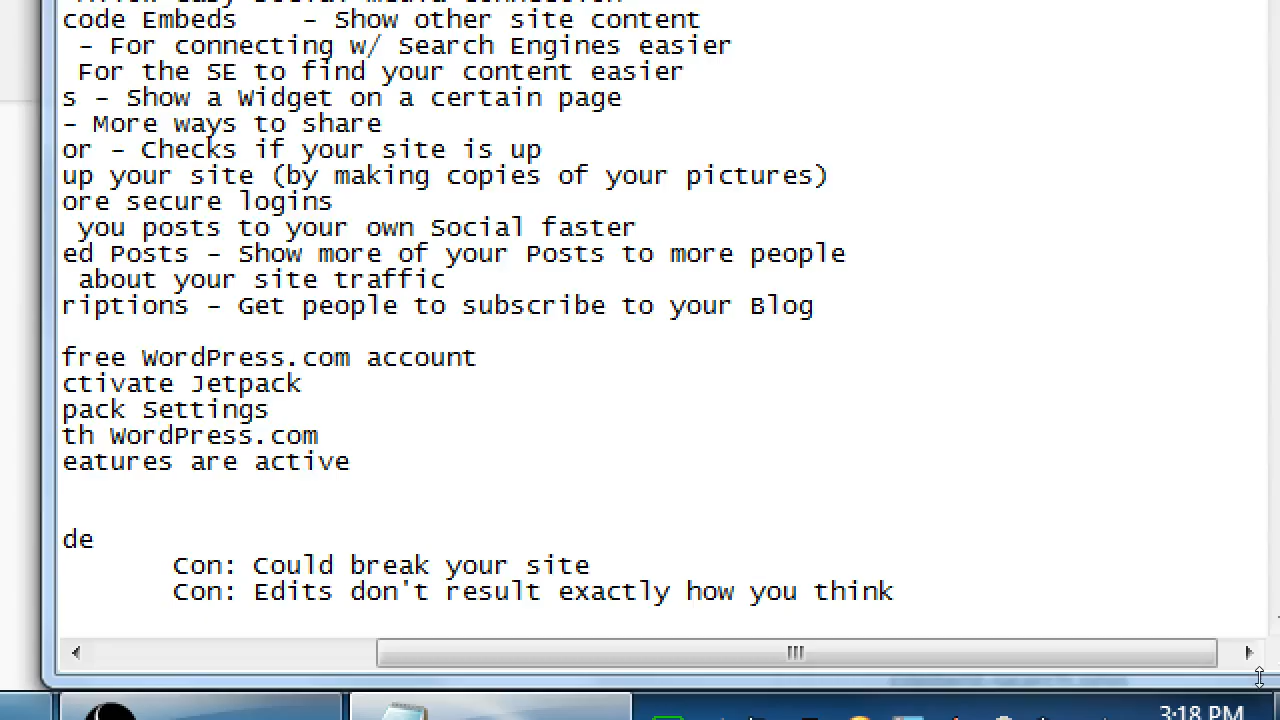 code Embeds    – Show other site content
– For connecting w/ Search Engines easier
For the SE to find your content easier
s – Show a Widget on a certain page
– More ways to share
or – Checks if your site is up
up your site (by making copies of your pictures)
ore secure logins
you posts to your own Social faster
ed Posts – Show more of your Posts to more people
about your site traffic
riptions – Get people to subscribe to your Blog
free WordPress.com account
ctivate Jetpack
pack Settings
th WordPress.com
eatures are active
de
Con: Could break your site
Con: Edits don't result exactly how you think
3:18 PM